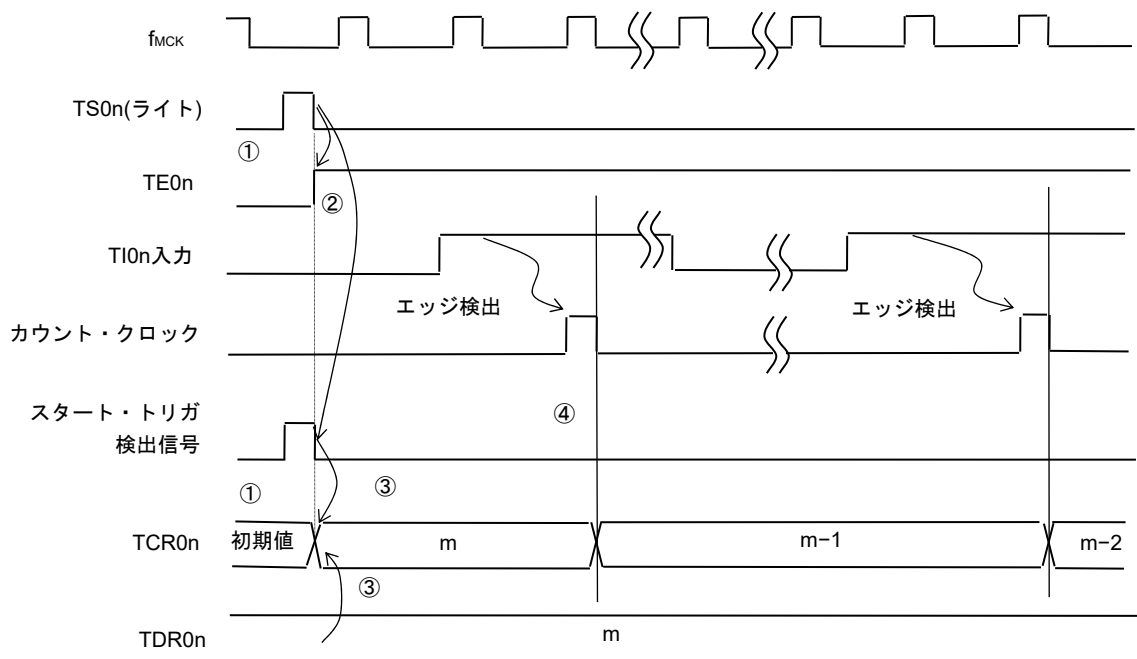 fMCK
TS0n(ライト)
①
TE0n
②
TI0n入力
エッジ検出
エッジ検出
カウント・クロック
スタート・トリガ
検出信号
④
①
③
TCR0n
初期値
m
m−1
m−2
③
TDR0n
m